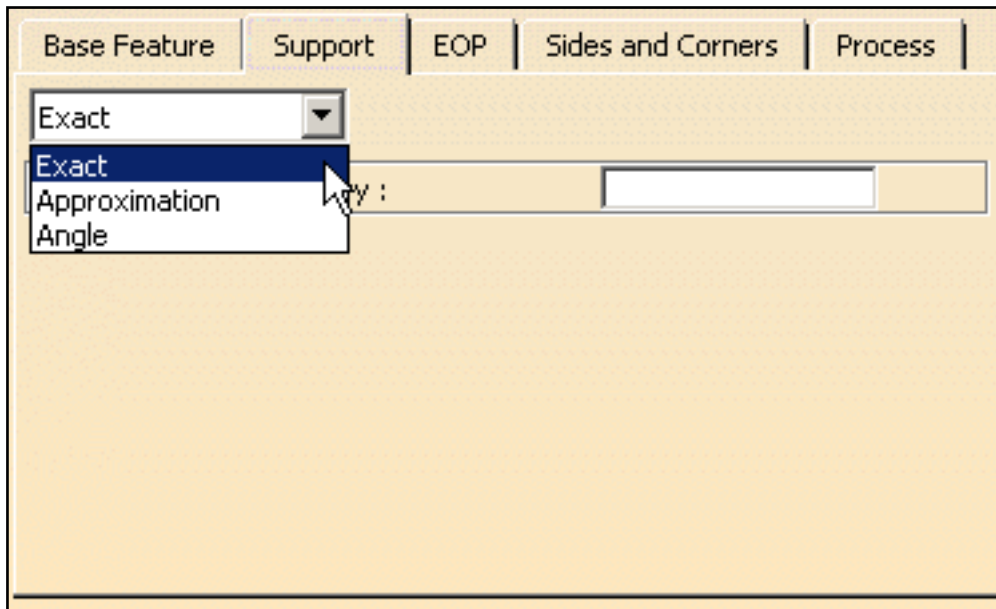 Base Feature Support EOP Sides and Corners Process
Exact
Exact
Approximation
Angle